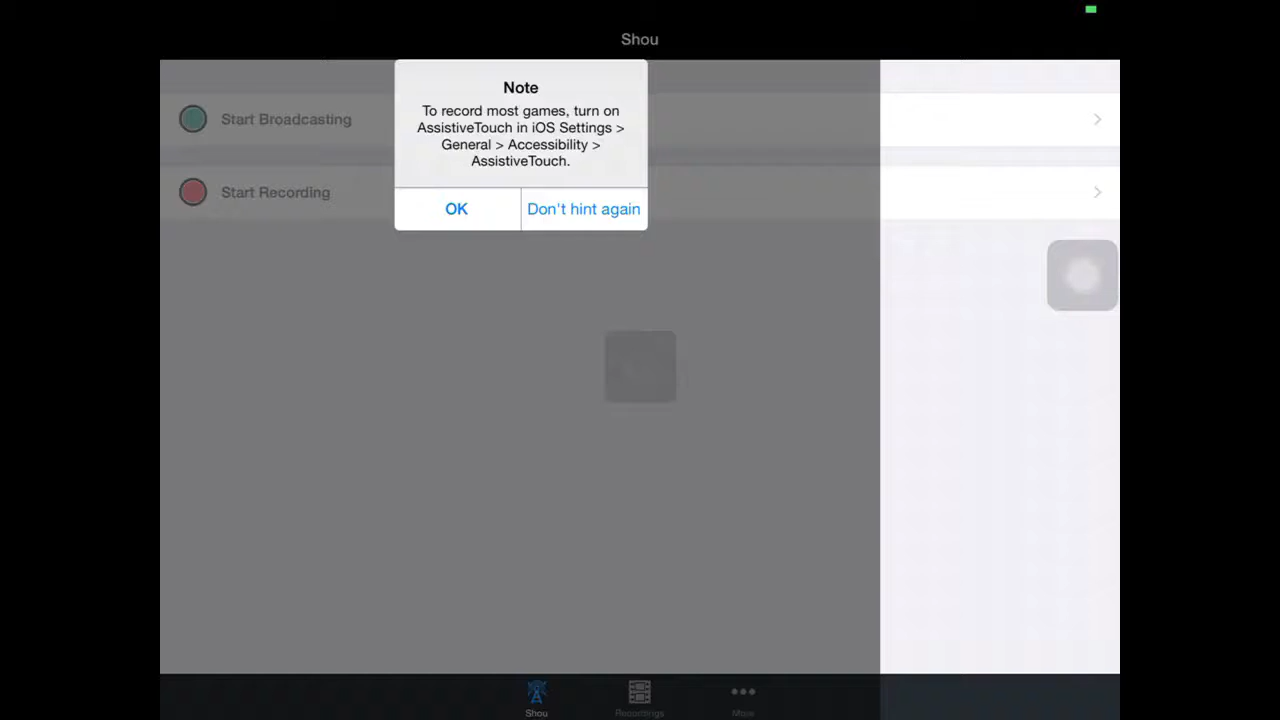 Shou
Note
To record most games, turn on
AssistiveTouch in iOS Settings >
General > Accessibility >
AssistiveTouch.
OK
Don't hint again
Start Broadcasting
Start Recording
Shou
Recordings
More